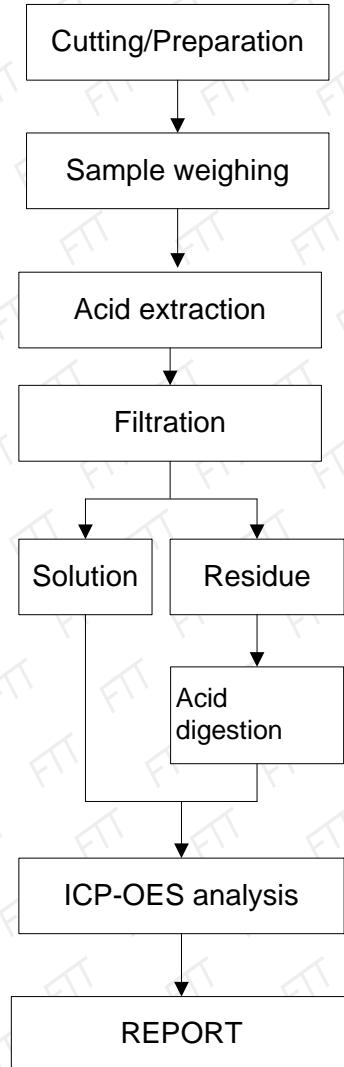 Cutting/Preparation
Sample weighing
Acid extraction
Filtration
Solution
Residue
Acid
digestion
ICP-OES analysis
REPORT